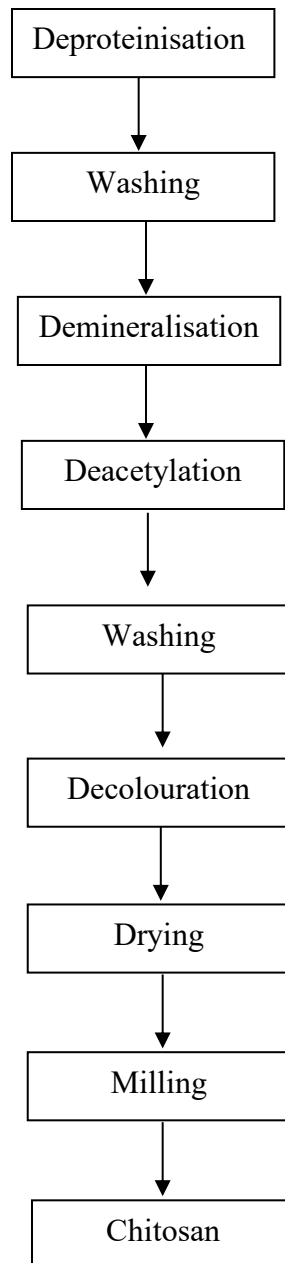 Deproteinisation
Washing
Demineralisation
Deacetylation
Washing
Decolouration
Drying
Milling
Chitosan